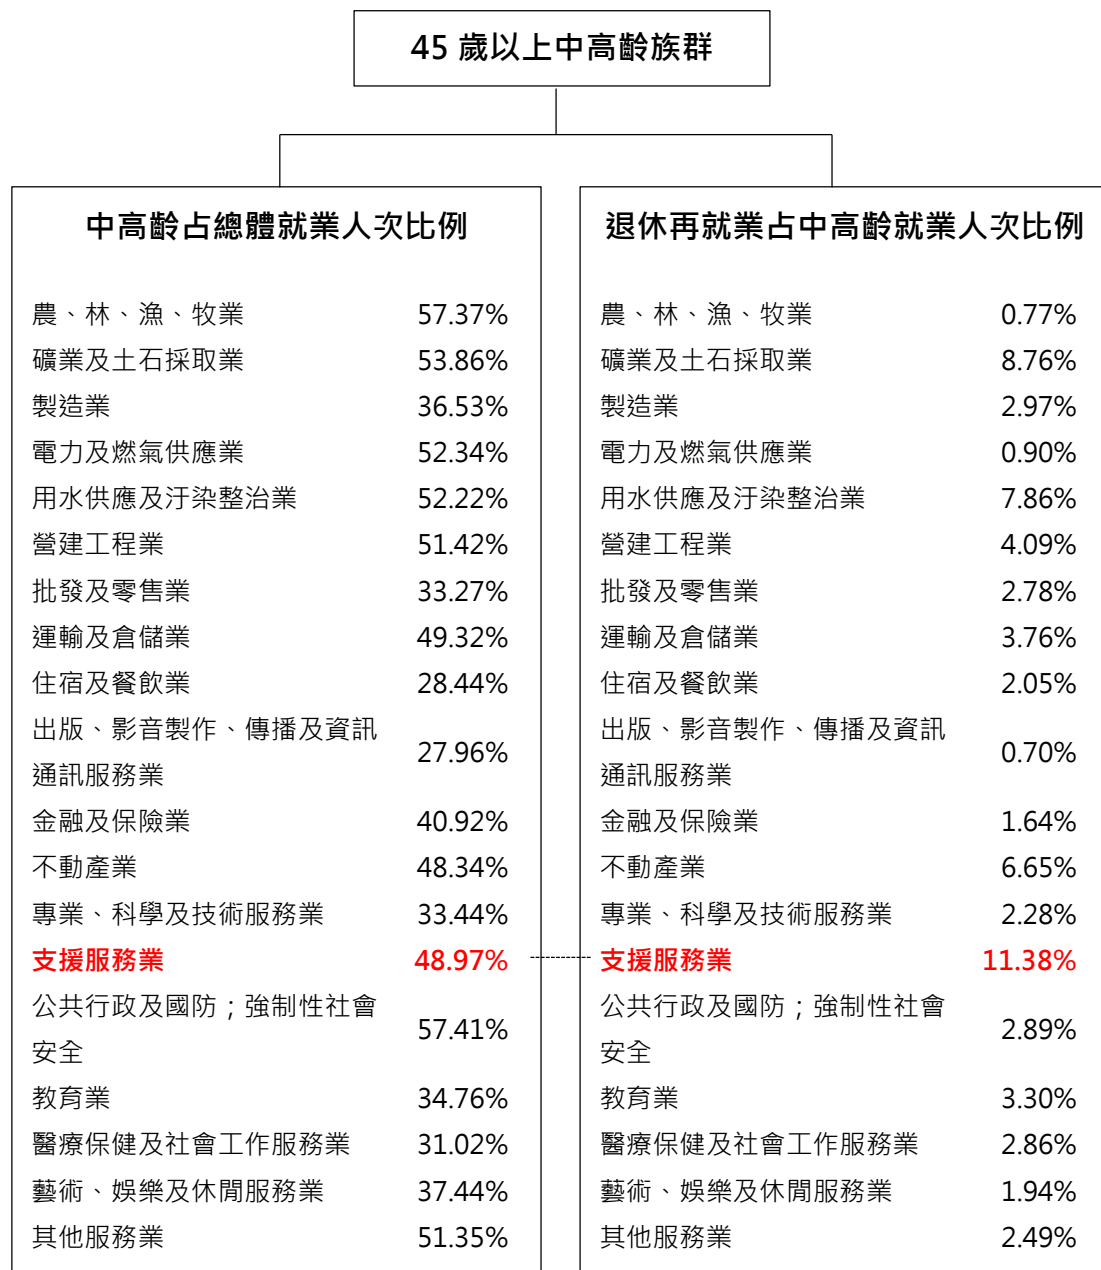 45 歲以上中高齡族群
中高齡占總體就業人次比例
農、林、漁、牧業 57.37%
礦業及土石採取業 53.86%
製造業 36.53%
電力及燃氣供應業 52.34%
用水供應及汙染整治業 52.22%
營建工程業 51.42%
批發及零售業 33.27%
運輸及倉儲業 49.32%
住宿及餐飲業 28.44%
出版、影音製作、傳播及資訊
通訊服務業 27.96%
金融及保險業 40.92%
不動產業 48.34%
專業、科學及技術服務業 33.44%
支援服務業 48.97%
公共行政及國防；強制性社會
安全 57.41%
教育業 34.76%
醫療保健及社會工作服務業 31.02%
藝術、娛樂及休閒服務業 37.44%
其他服務業 51.35%
退休再就業占中高齡就業人次比例
農、林、漁、牧業 0.77%
礦業及土石採取業 8.76%
製造業 2.97%
電力及燃氣供應業 0.90%
用水供應及汙染整治業 7.86%
營建工程業 4.09%
批發及零售業 2.78%
運輸及倉儲業 3.76%
住宿及餐飲業 2.05%
出版、影音製作、傳播及資訊
通訊服務業 0.70%
金融及保險業 1.64%
不動產業 6.65%
專業、科學及技術服務業 2.28%
支援服務業 11.38%
公共行政及國防；強制性社會
安全 2.89%
教育業 3.30%
醫療保健及社會工作服務業 2.86%
藝術、娛樂及休閒服務業 1.94%
其他服務業 2.49%